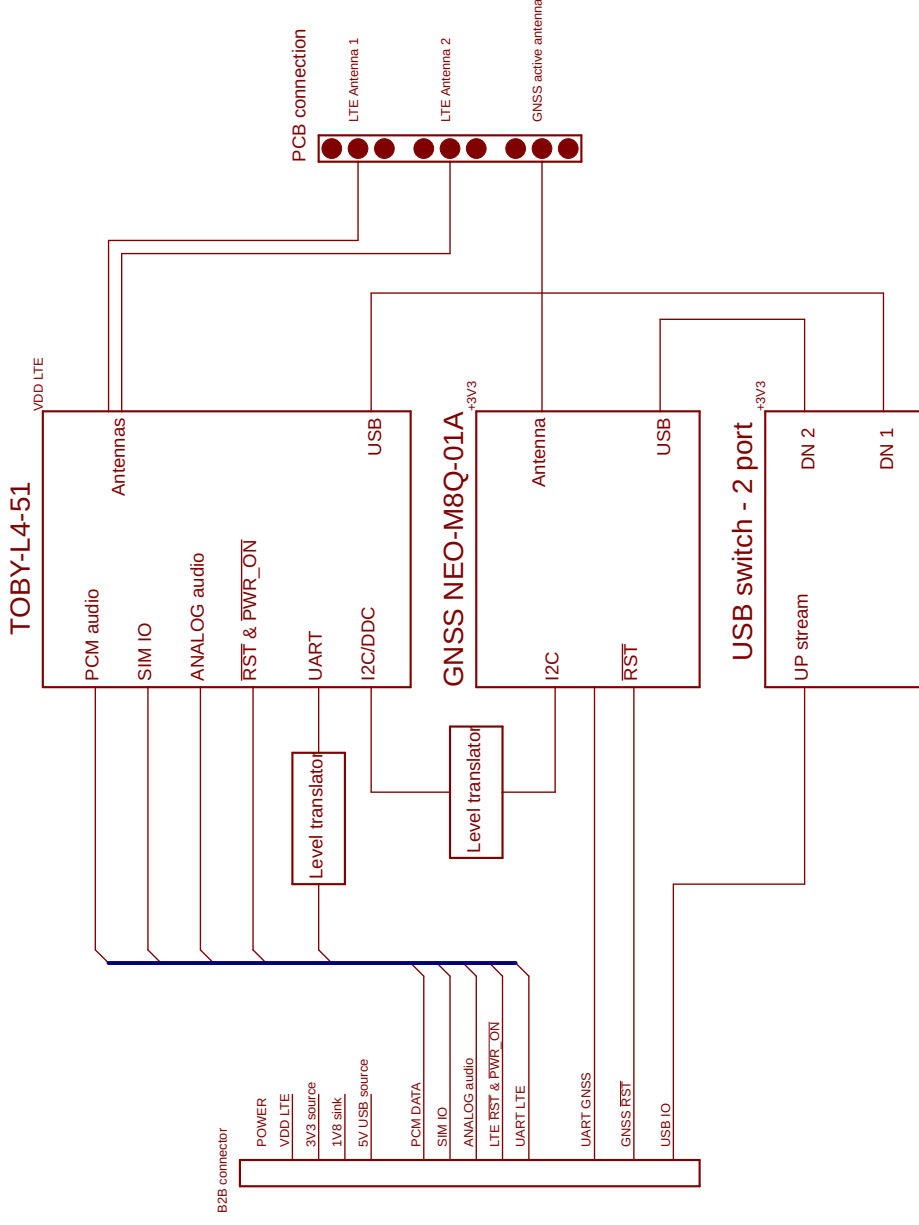 B2B connector
POWER
VDD LTE
3V3 source
1V8 sink
5V USB source
PCM DATA
SIM IO
ANALOG audio
LTE RST & PWR_ON
UART LTE
UART GNSS
GNSS RST
USB IO
TOBY-L4-51
VDD LTE
PCM audio
SIM IO
ANALOG audio
RST & PWR_ON
UART
I2C/DDC
Antennas
USB
Level translator
Level translator
GNSS NEO-M8Q-01A
+3V3
I2C
RST
Antenna
USB
USB switch - 2 port
+3V3
UP stream
DN 2
DN 1
PCB connection
LTE Antenna 1
LTE Antenna 2
GNSS active antenna